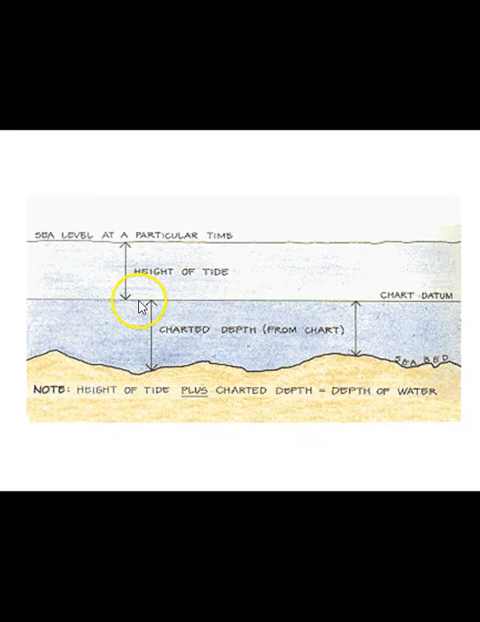 SEA LEVEL AT A PARTICULAR TIME
HEIGHT OF TIDE
CHART DATUM
CHARTED DEPTH (FROM CHART)
SEA BED
NOTE: HEIGHT OF TIDE PLUS CHARTED DEPTH = DEPTH OF WATER